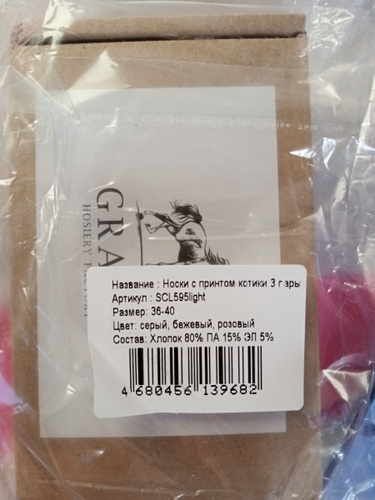 GRA
HOSIERY FACTORY
Название : Носки с принтом котики 3 пары
Артикул : SCL595light
Размер: 36-40
Цвет: серый, бежевый, розовый
Состав: Хлопок 80% ПА 15% ЭЛ 5%
4 680456 139682